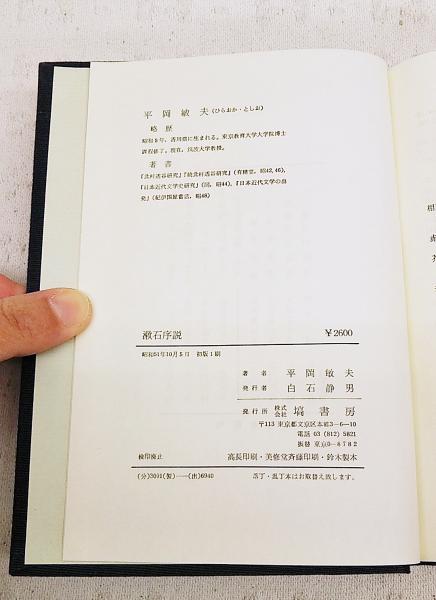 平岡敏夫(ひらおか・としお)
略歴
昭和5年,香川県に生まれる。東京教育大学大学院博士
課程修了。現在,筑波大学教授。
著書
『北村透谷研究』『続北村透谷研究』(有精堂,昭42,46),
『日本近代文学史研究』(同,昭44),『日本近代文学の出
発』(紀伊国屋書店,昭48)
漱石序説 ¥2600
昭和51年10月5日 初版1刷
著者 平岡敏夫
発行者 白石静男
発行所 株式会社 塙書房
〒113 東京都文京区本郷3-6-10
電話 03 (812) 5821
振替 東京0-8782
検印廃止 高長印刷・美修堂斉藤印刷・鈴木製本
(分)3091(製)——(出)6940 落丁・乱丁本はお取替え致します。